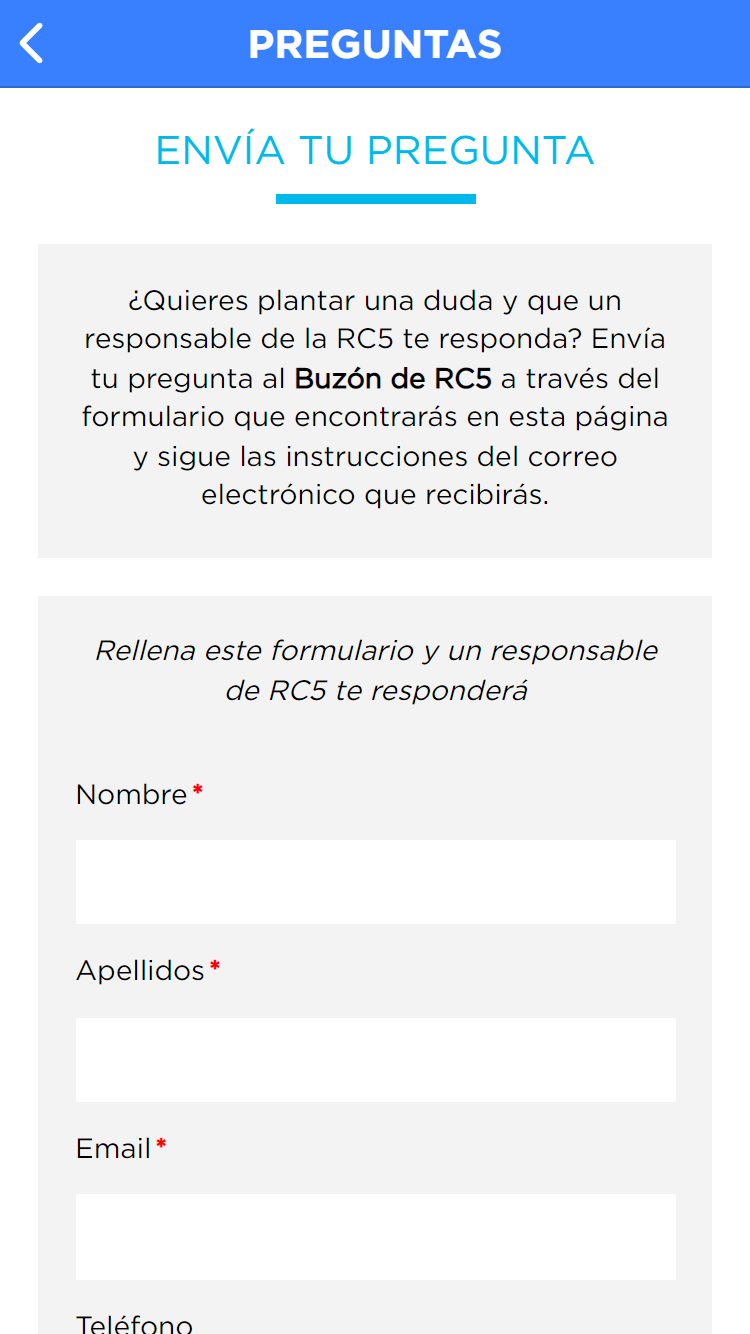 PREGUNTAS
ENVÍA TU PREGUNTA
¿Quieres plantar una duda y que un
responsable de la RC5 te responda? Envía
tu pregunta al Buzón de RC5 a través del
formulario que encontrarás en esta página
y sigue las instrucciones del correo
electrónico que recibirás.
Rellena este formulario y un responsable
de RC5 te responderá
Nombre*
Apellidos*
Email*
Teléfono